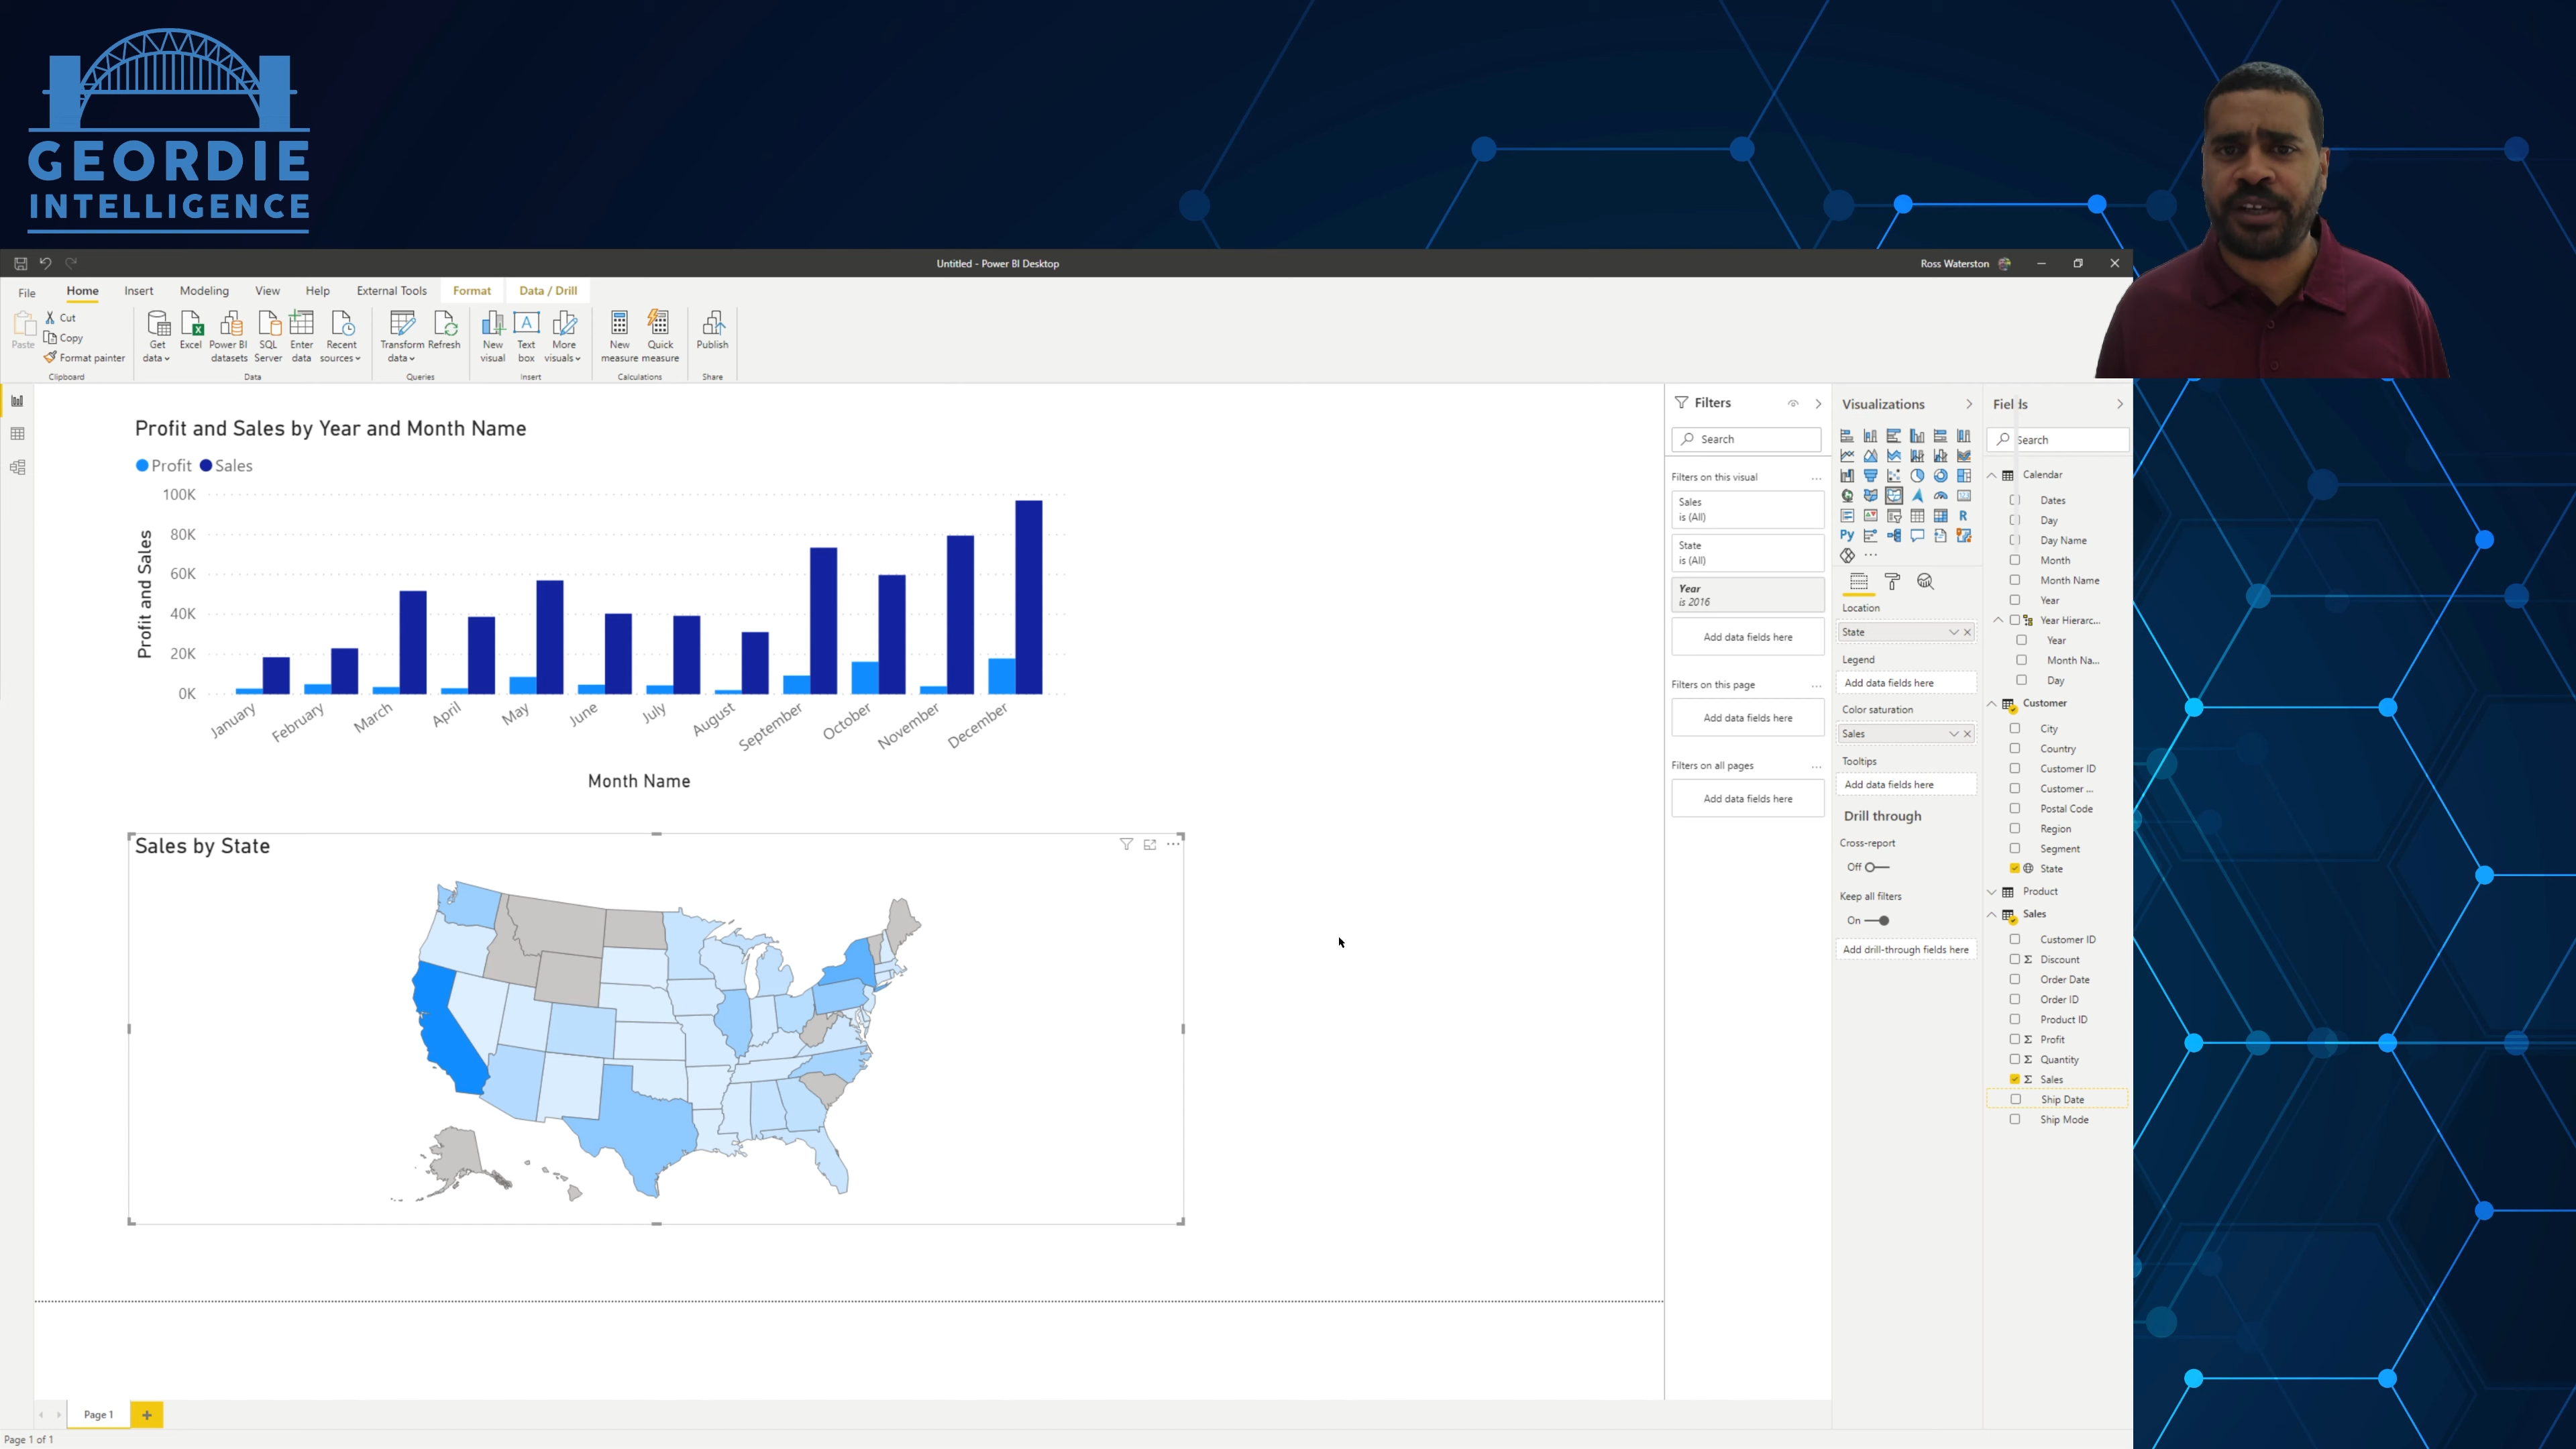 GEORDIE
INTELLIGENCE
Untitled - Power BI Desktop
Ross Waterston
File
Home
Insert
Modeling
View
Help
External Tools
Format
Data / Drill
Paste
Cut
Copy
Format painter
Clipboard
Get data
Excel
Power BI datasets
SQL Server
Enter data
Recent sources
Data
Transform data
Refresh
Queries
New visual
Text box
More visuals
Insert
New measure
Quick measure
Calculations
Publish
Share
Profit and Sales by Year and Month Name
Profit Sales
Profit and Sales
100K
80K
60K
40K
20K
0K
January
February
March
April
May
June
July
August
September
October
November
December
Month Name
Sales by State
Filters
Search
Filters on this visual
Sales
is (All)
State
is (All)
Year
is 2016
Add data fields here
Filters on this page
Add data fields here
Filters on all pages
Add data fields here
Visualizations
R
Py
Location
State
Legend
Add data fields here
Color saturation
Sales
Tooltips
Add data fields here
Drill through
Cross-report
Off
Keep all filters
On
Add drill-through fields here
Fields
Search
Calendar
Dates
Day
Day Name
Month
Month Name
Year
Year Hierarc...
Year
Month Na...
Day
Customer
City
Country
Customer ID
Customer ...
Postal Code
Region
Segment
State
Product
Sales
Customer ID
Σ Discount
Order Date
Order ID
Product ID
Σ Profit
Σ Quantity
Σ Sales
Ship Date
Ship Mode
Page 1
Page 1 of 1